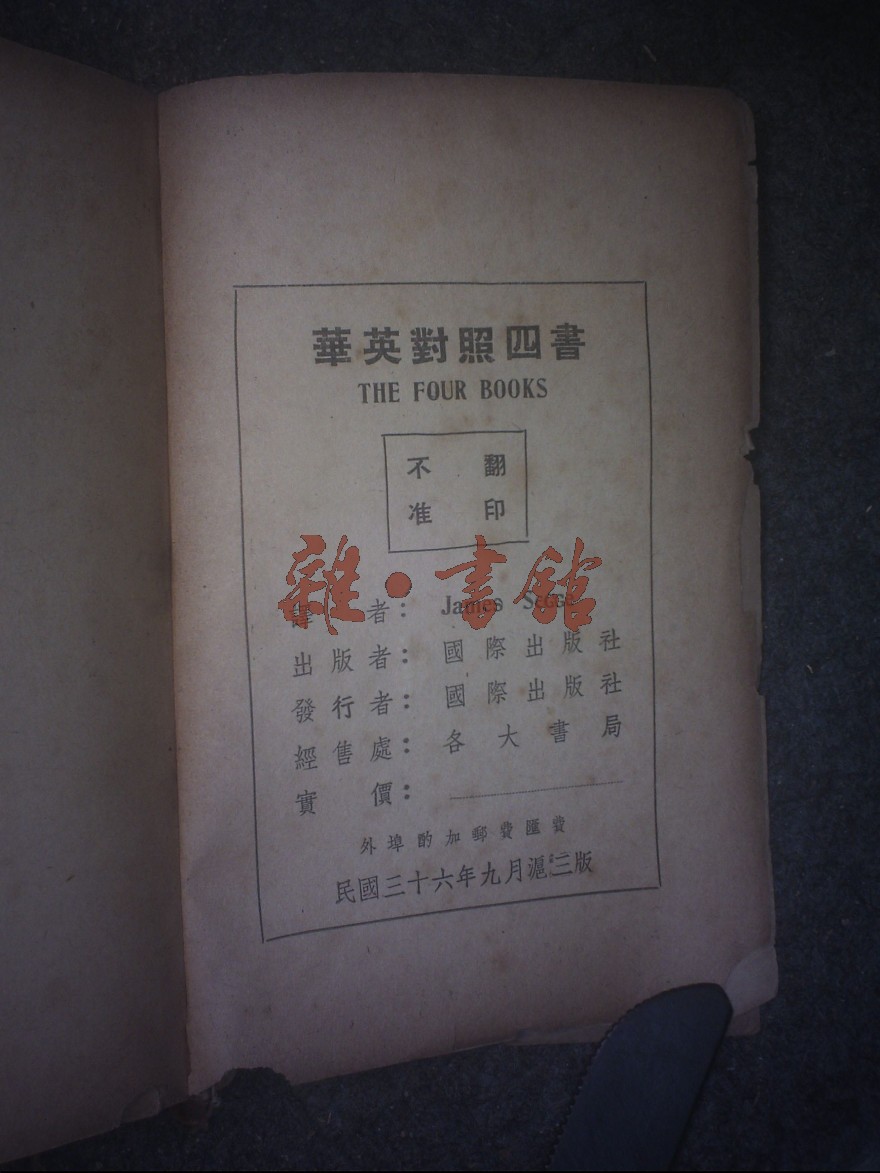 華英對照四書
THE FOUR BOOKS
不 翻
准 印
雜·書館
譯者： James
出版者： 國際出版社
發行者： 國際出版社
經售處： 各大書局
實價：
外埠酌加郵費匯費
民國三十六年九月滬三版